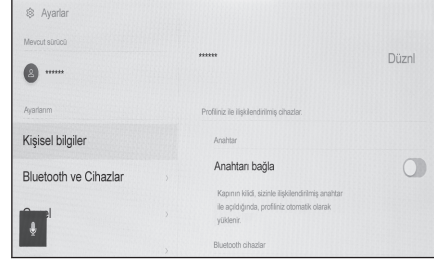 Ayarlar
Mevcut sürücü
******
Ayarlarım
Kişisel bilgiler
Bluetooth ve Cihazlar
******
Düznl
Profiliniz ile ilişkilendirilmiş cihazlar.
Anahtar
Anahtarı bağla
Kapının kilidi, sizinle ilişkilendirilmiş anahtar
ile açıldığında, profiliniz otomatik olarak
yüklenir.
Bluetooth cihazlar